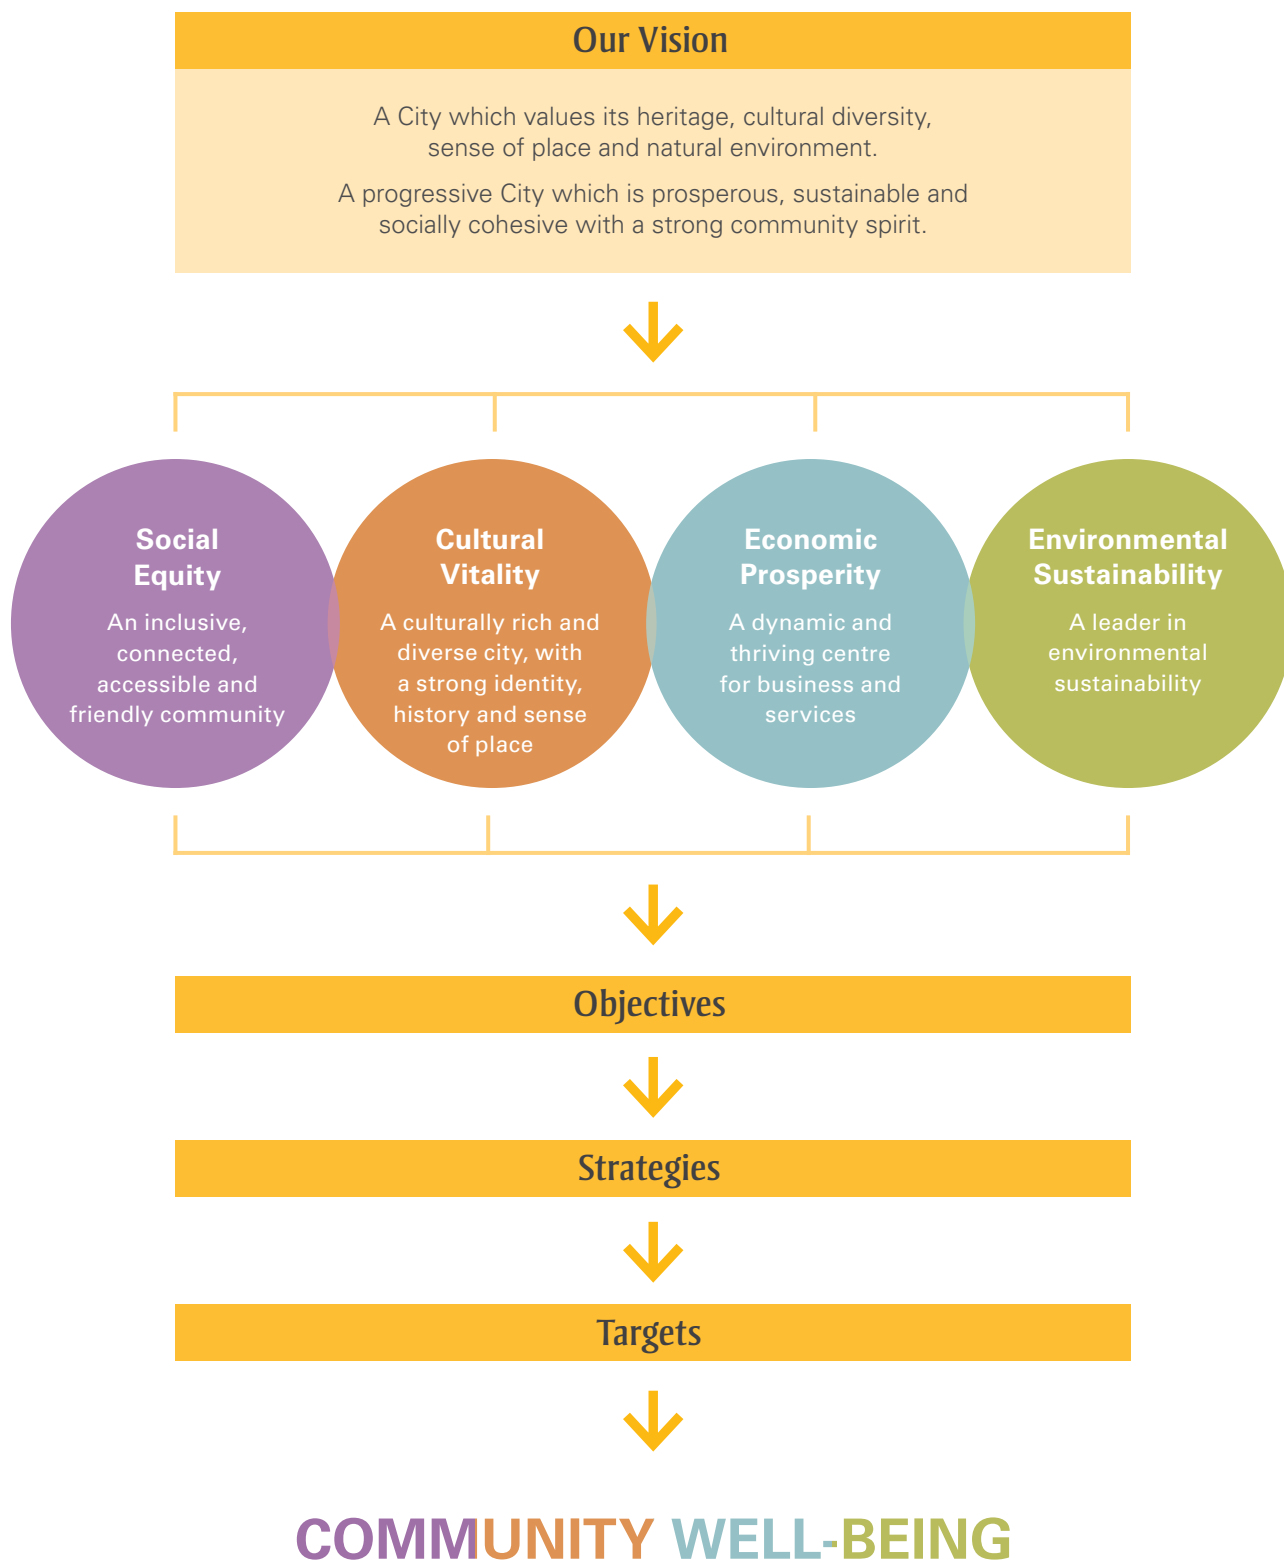 Our Vision
A City which values its heritage, cultural diversity,
sense of place and natural environment.
A progressive City which is prosperous, sustainable and
socially cohesive with a strong community spirit.
Social
Equity
An inclusive,
connected,
accessible and
friendly community
Cultural
Vitality
A culturally rich and
diverse city, with
a strong identity,
history and sense
of place
Economic
Prosperity
A dynamic and
thriving centre
for business and
services
Environmental
Sustainability
A leader in
environmental
sustainability
Objectives
Strategies
Targets
COMMUNITY WELL-BEING